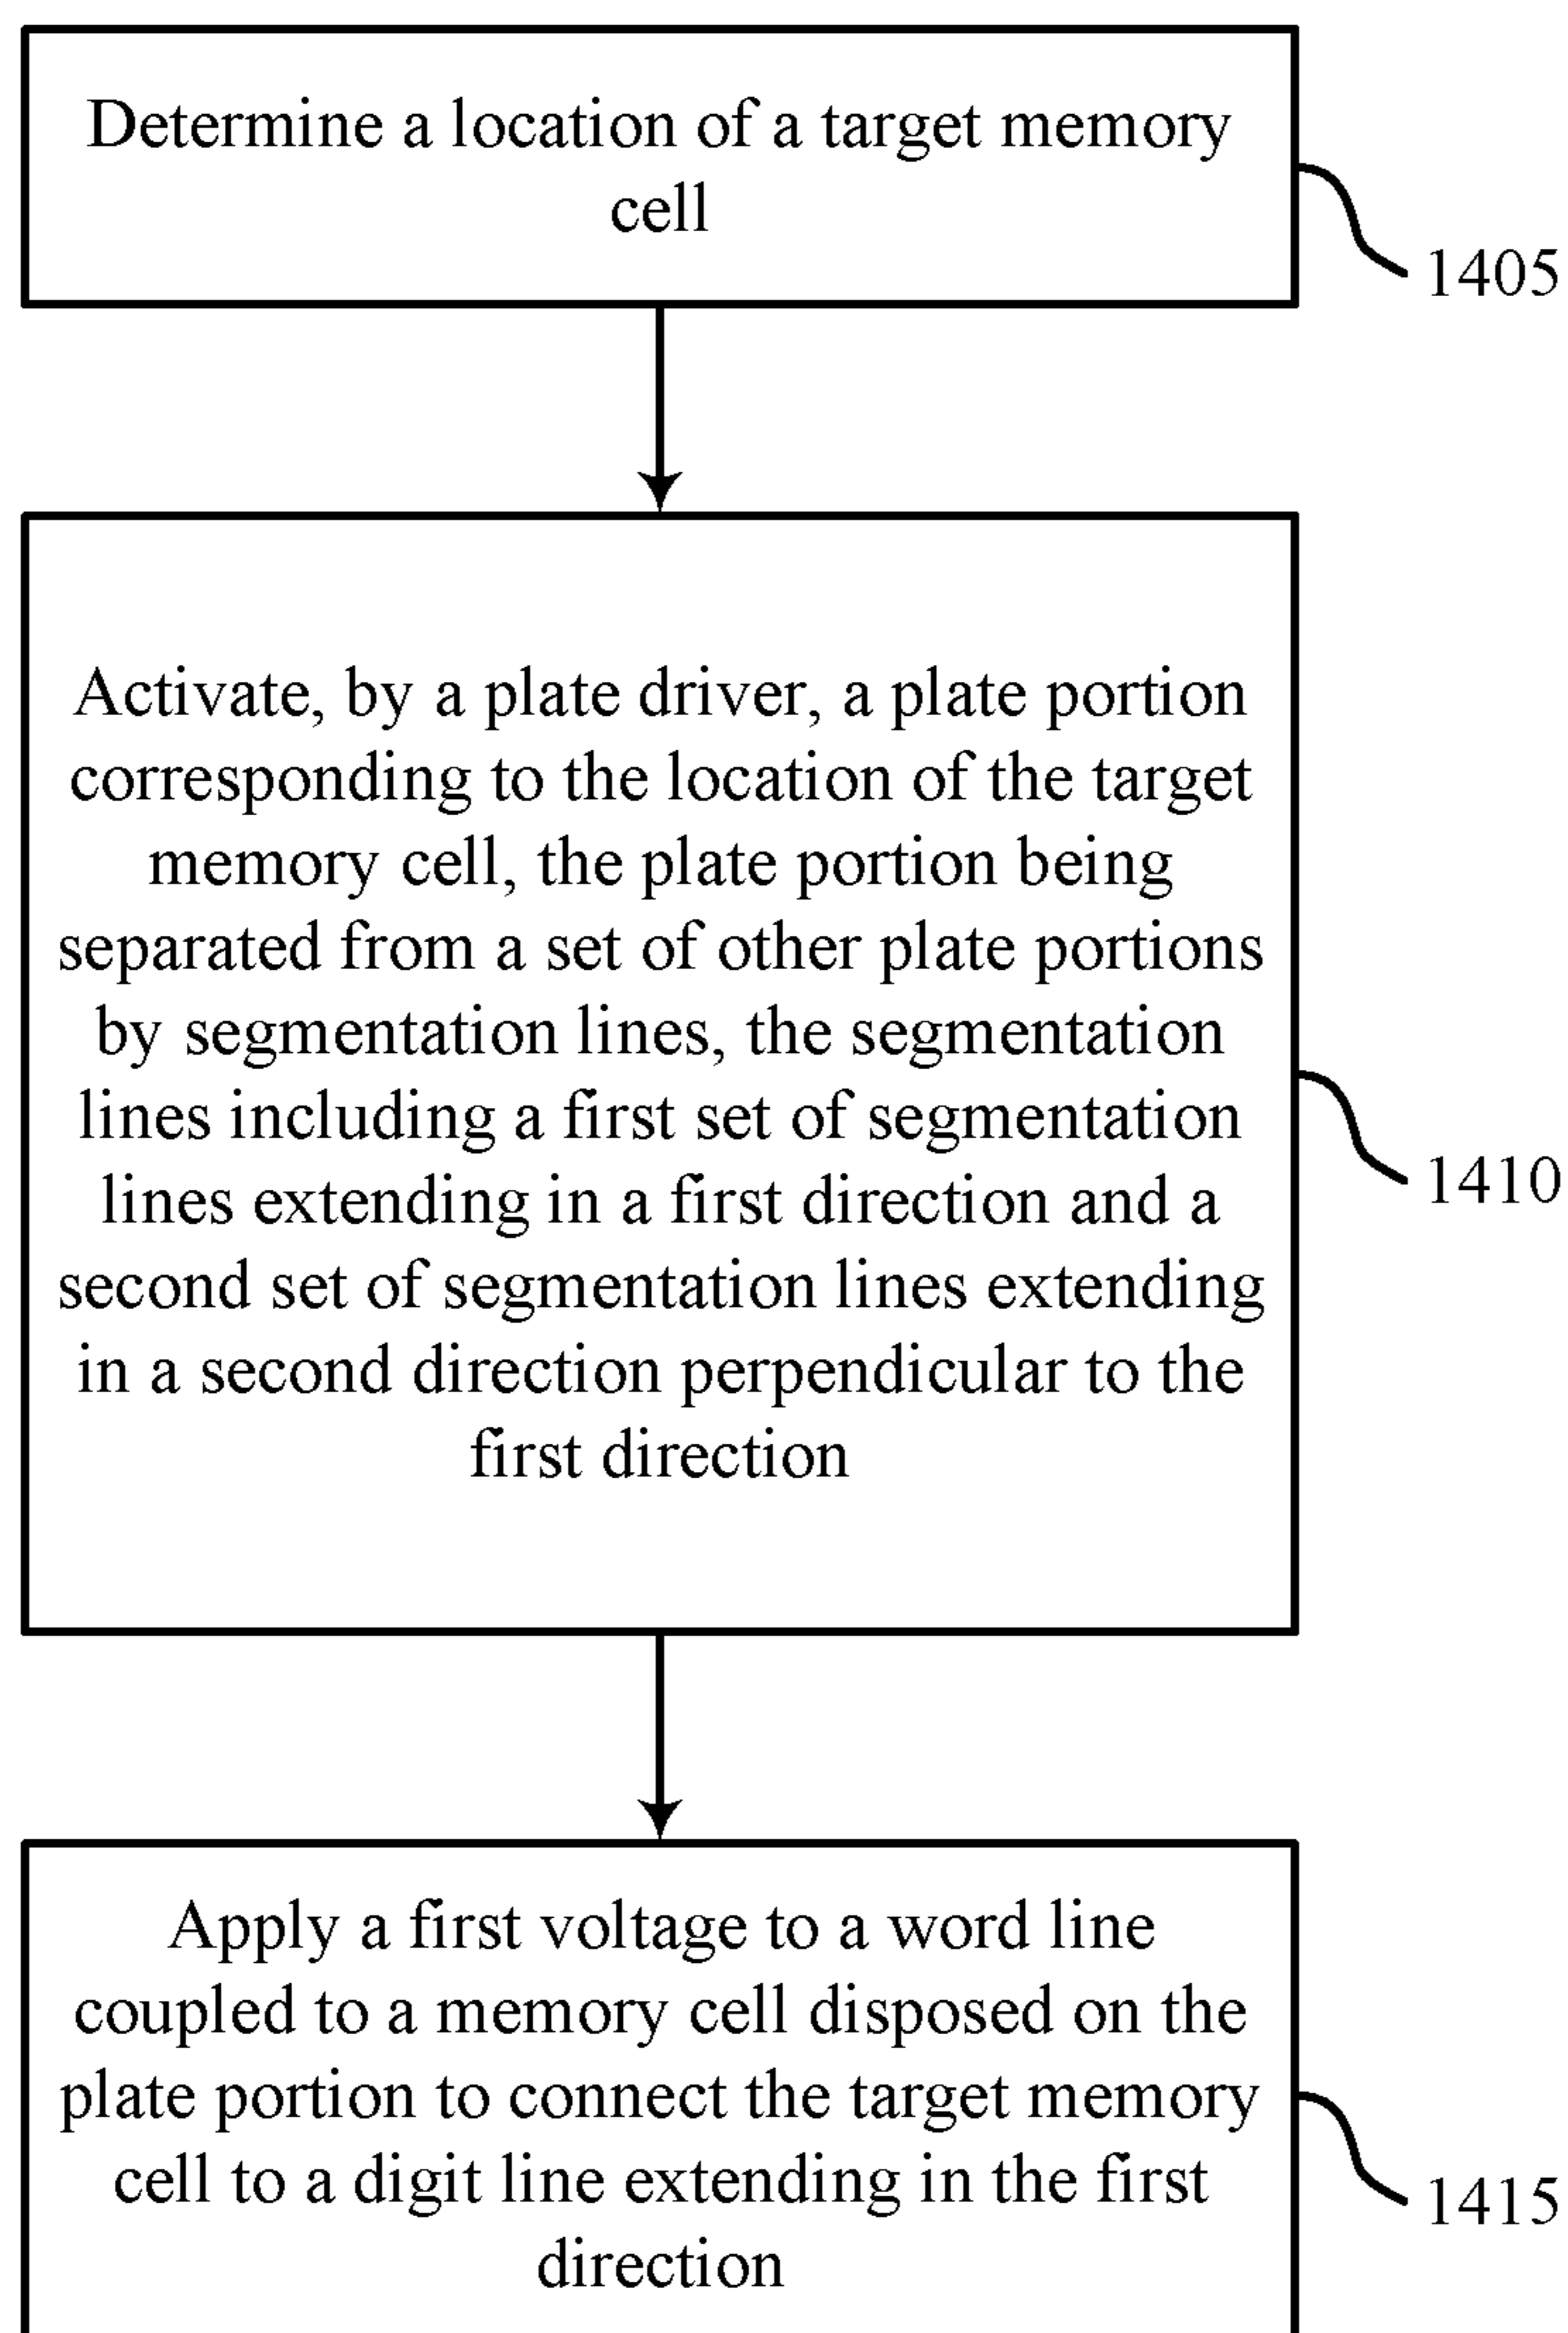 Determine a location of a target memory
cell
1405
Activate, by a plate driver, a plate portion
corresponding to the location of the target
memory cell, the plate portion being
separated from a set of other plate portions
by segmentation lines, the segmentation
lines including a first set of segmentation
lines extending in a first direction and a
second set of segmentation lines extending
in a second direction perpendicular to the
first direction
1410
Apply a first voltage to a word line
coupled to a memory cell disposed on the
plate portion to connect the target memory
cell to a digit line extending in the first
direction
1415